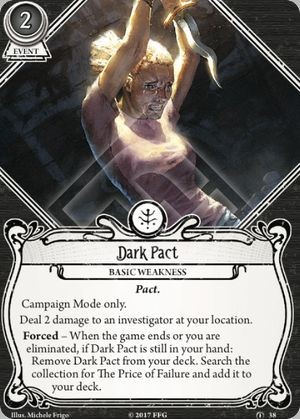 2
EVENT
Dark Pact
BASIC WEAKNESS
Pact.
Campaign Mode only.
Deal 2 damage to an investigator at your location.
Forced – When the game ends or you are
eliminated, if Dark Pact is still in your hand:
Remove Dark Pact from your deck. Search the
collection for The Price of Failure and add it to
your deck.
Illus. Michele Frigo
© 2017 FFG
38